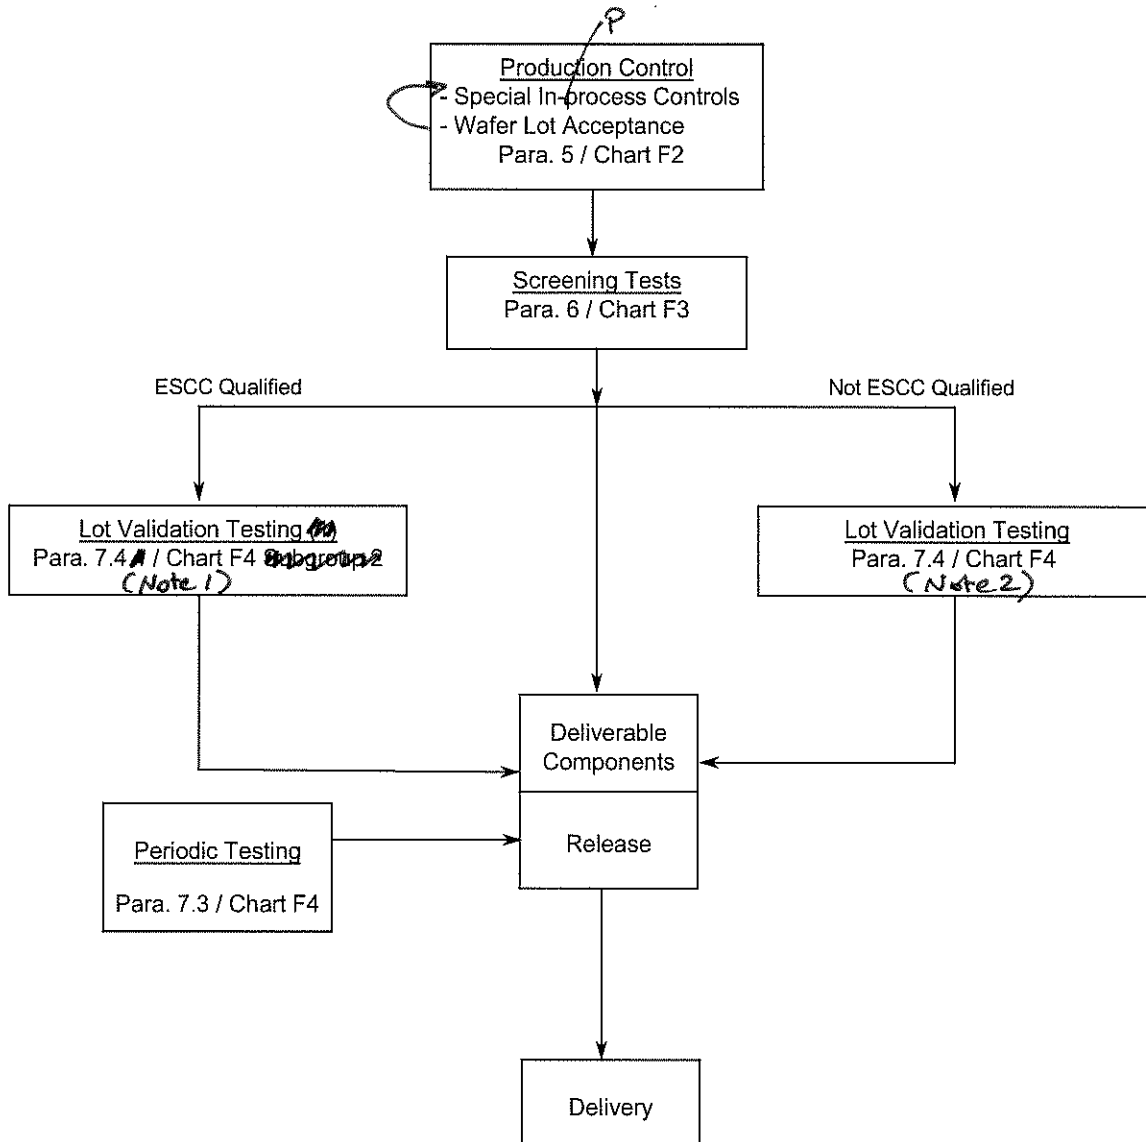 P
Production Control
- Special In-process Controls
- Wafer Lot Acceptance
Para. 5 / Chart F2
Screening Tests
Para. 6 / Chart F3
ESCC Qualified
Not ESCC Qualified
Lot Validation Testing
Para. 7.4 / Chart F4 Subgroup 2
(Note 1)
Lot Validation Testing
Para. 7.4 / Chart F4
(Note 2)
Deliverable
Components
Periodic Testing
Para. 7.3 / Chart F4
Release
Delivery